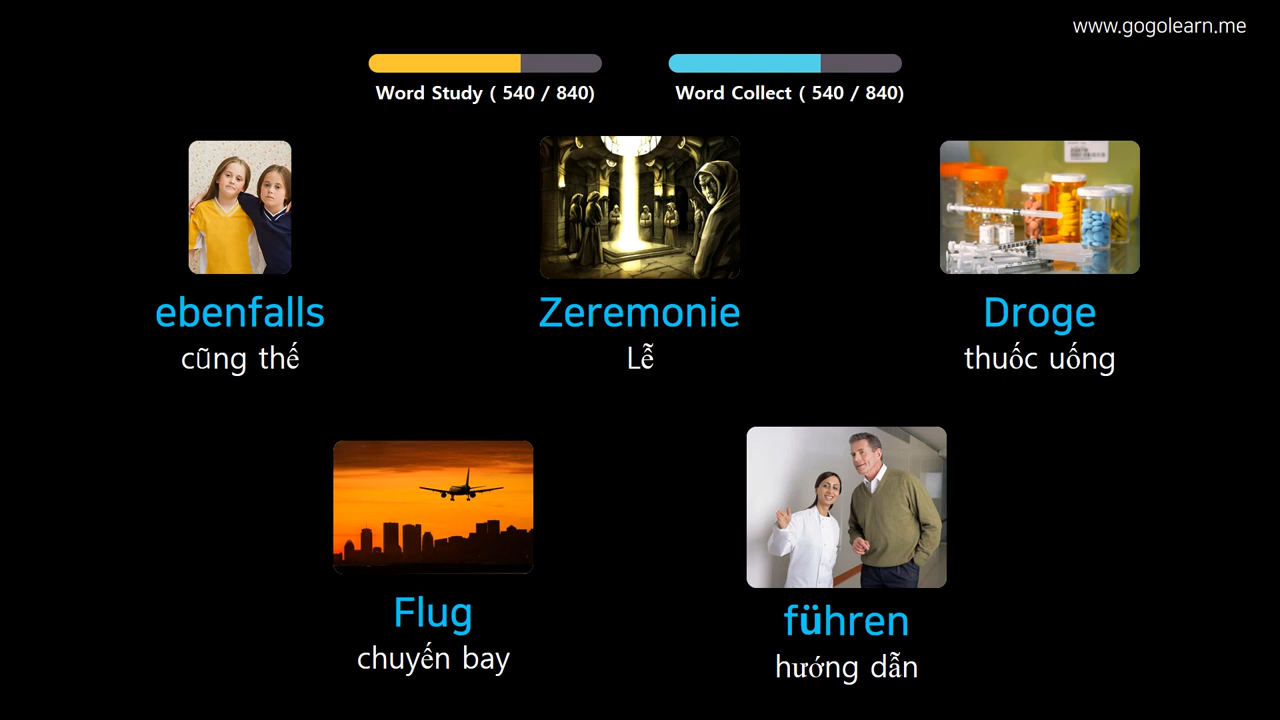 www.gogolearn.me
Word Study ( 540 / 840)
Word Collect ( 540 / 840)
ebenfalls
cũng thế
Zeremonie
Lễ
Droge
thuốc uống
Flug
chuyến bay
führen
hướng dẫn